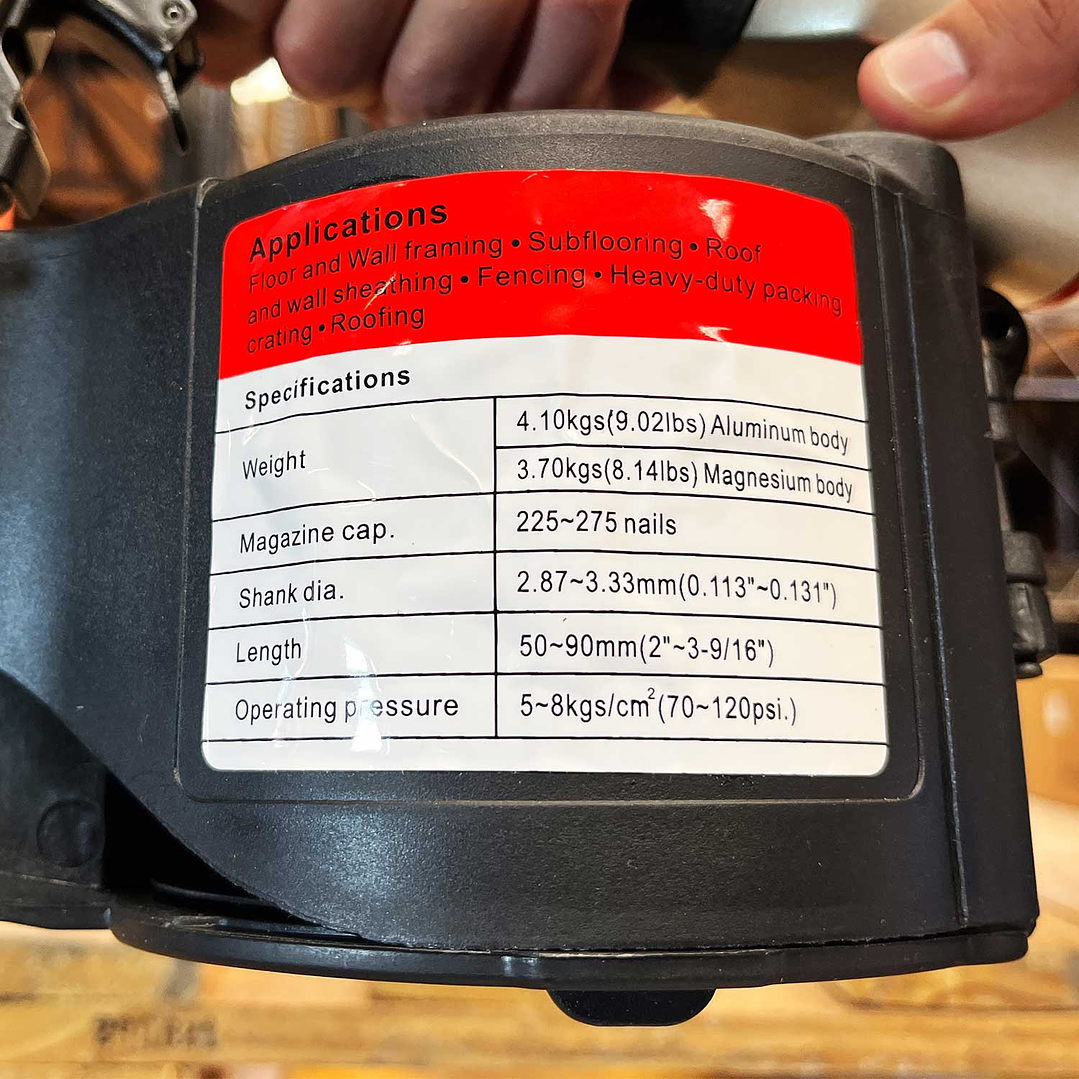 Applications
Floor and Wall framing • Subflooring • Roof
and wall sheathing • Fencing • Heavy-duty packing
crating • Roofing
Specifications
Weight
4.10kgs(9.02lbs) Aluminum body
3.70kgs(8.14lbs) Magnesium body
Magazine cap. 225~275 nails
Shank dia. 2.87~3.33mm(0.113"~0.131")
Length 50~90mm(2"~3-9/16")
Operating pressure 5~8kgs/cm²(70~120psi.)